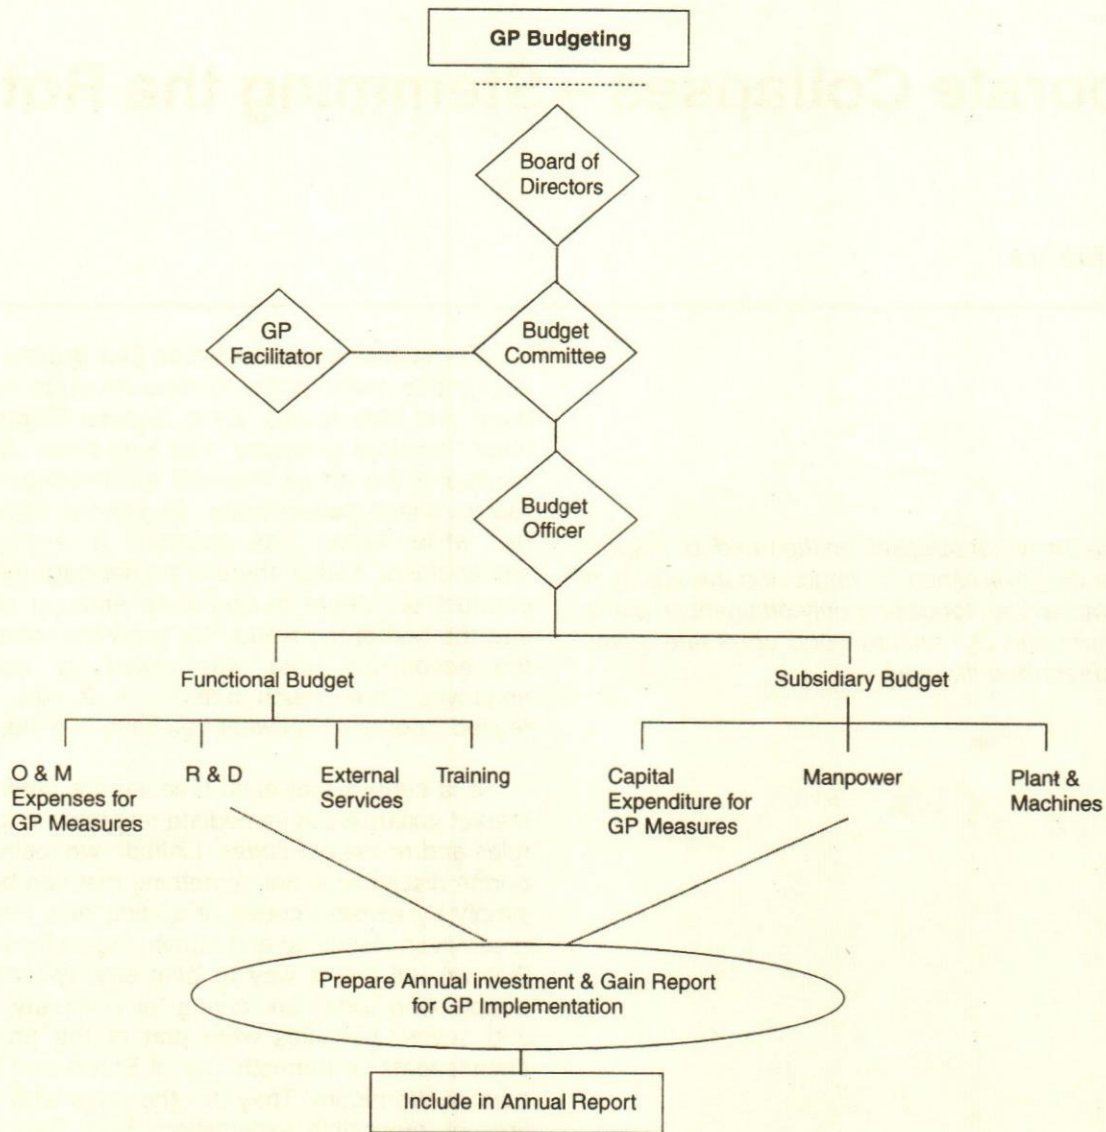 GP Budgeting
Board of
Directors
GP
Facilitator
Budget
Committee
Budget
Officer
Functional Budget
Subsidiary Budget
O & M
Expenses for
GP Measures
R & D
External
Services
Training
Capital
Expenditure for
GP Measures
Manpower
Plant &
Machines
Prepare Annual investment & Gain Report
for GP Implementation
Include in Annual Report